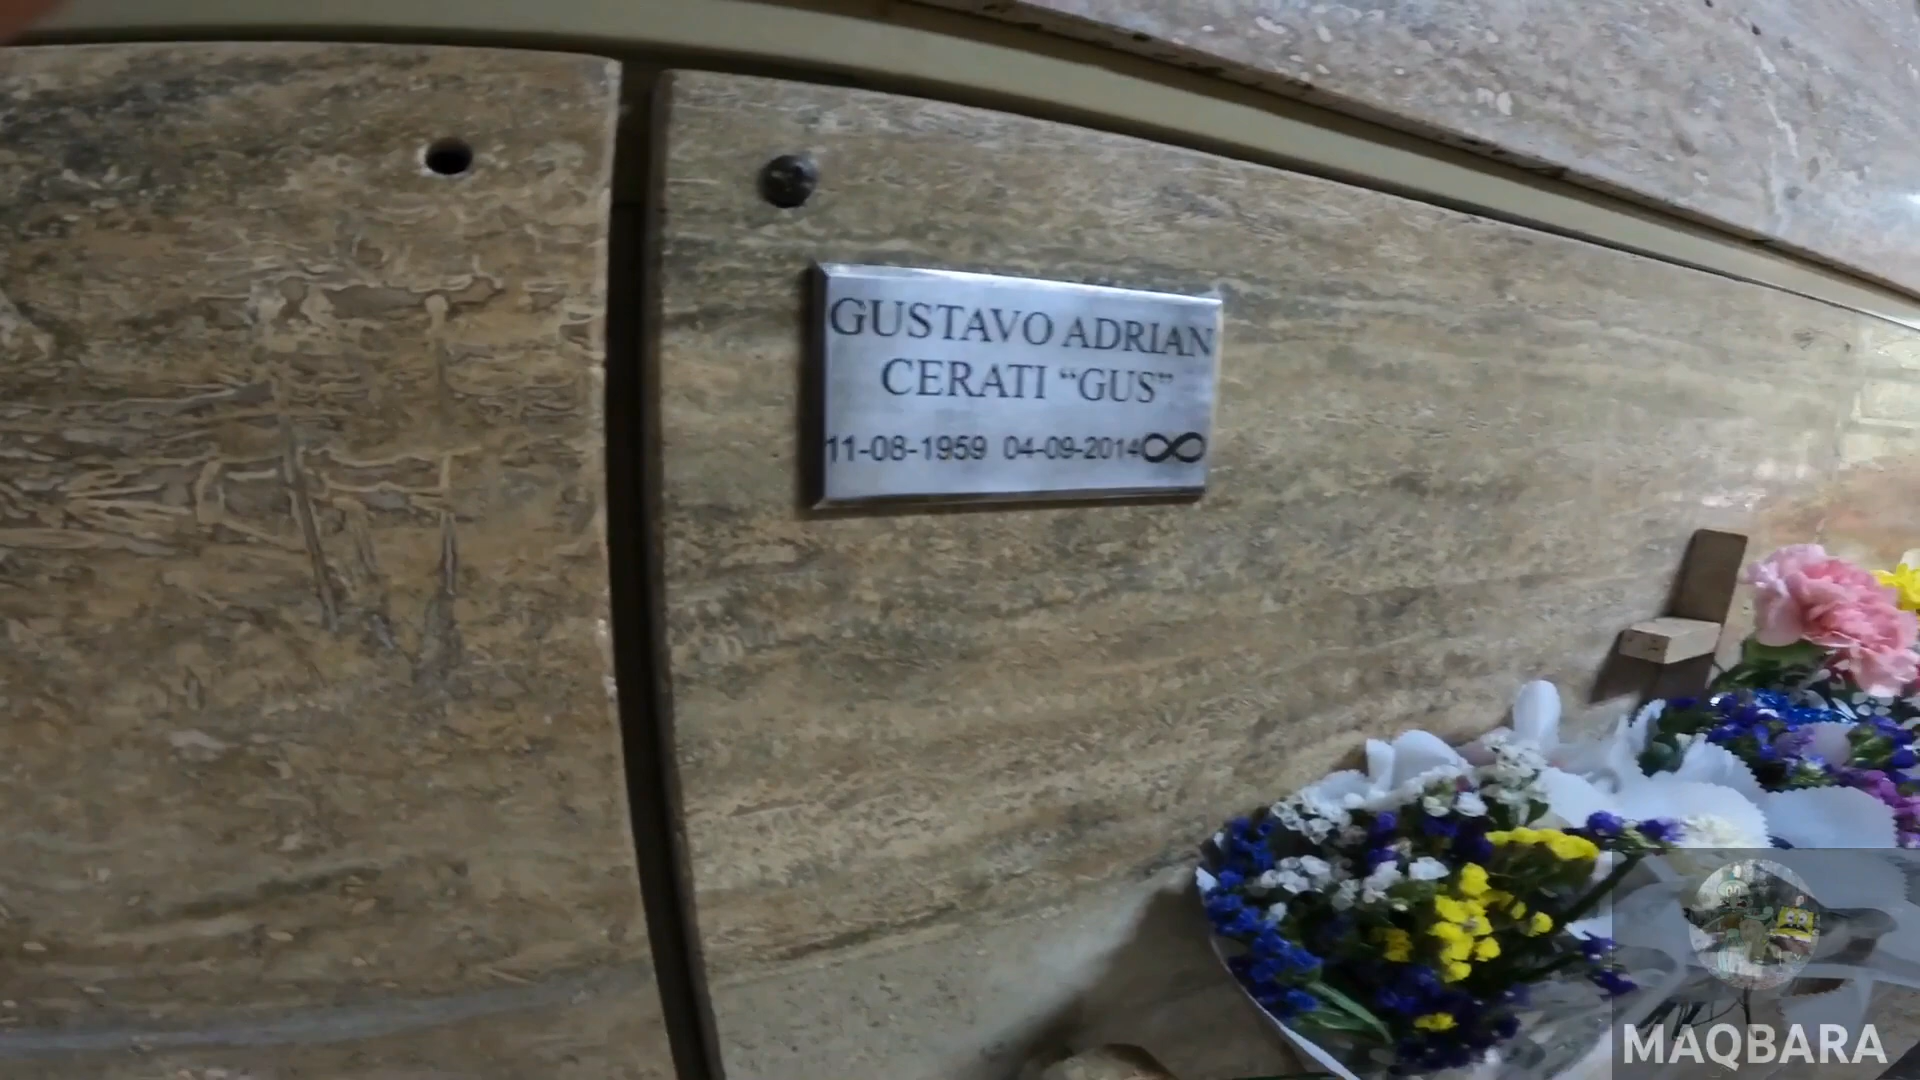 GUSTAVO ADRIAN
CERATI “GUS”
11-08-1959 04-09-2014∞
MAQBARA